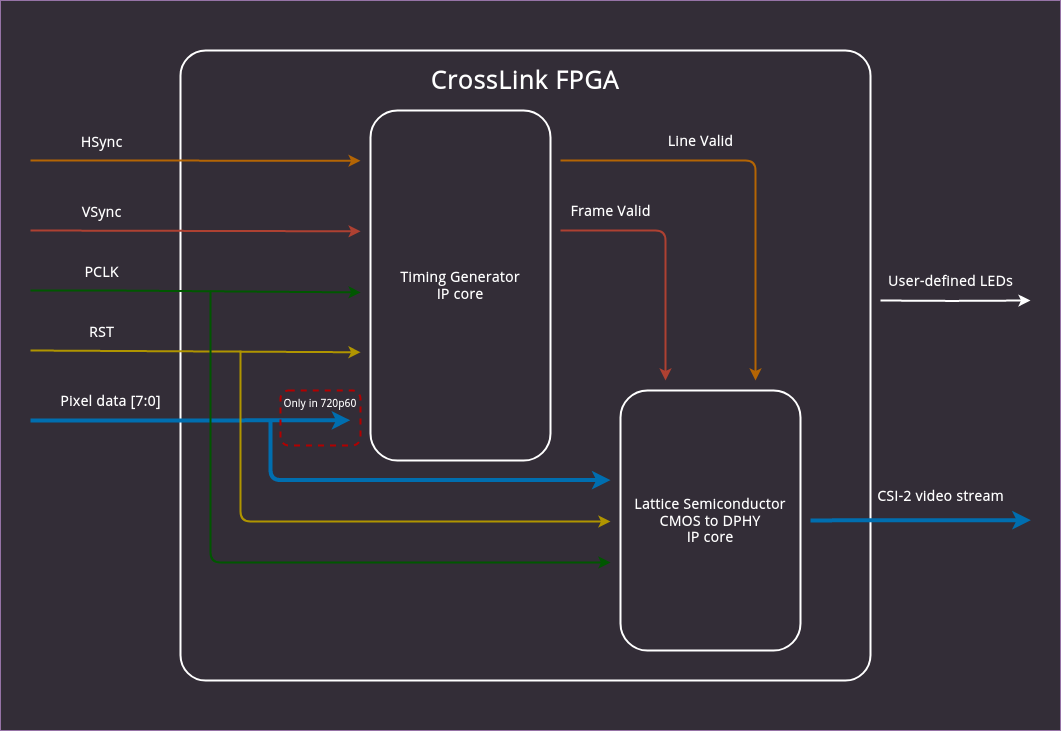 CrossLink FPGA
HSync
Line Valid
VSync
Frame Valid
PCLK
Timing Generator
IP core
User-defined LEDs
RST
Pixel data [7:0]
Only in 720p60
Lattice Semiconductor
CMOS to DPHY
IP core
CSI-2 video stream